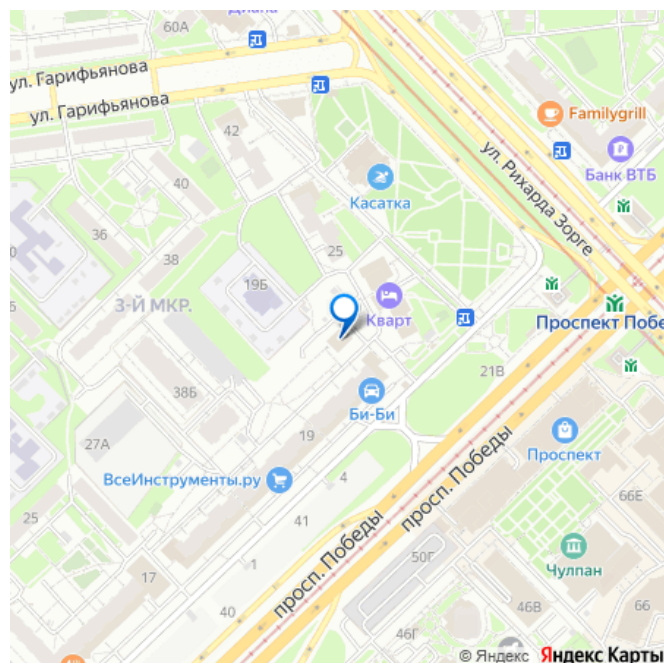 Диана
60А
ул. Гарифьянова
ул. Гарифьянова
42
Familygrill
Банк ВТБ
ул. Рихарда Зорге
40
Касатка
36
38
25
19Б
3-Й МКР.
Кварт
Проспект Побе
21В
38Б
Би-Би
27А
19
ВсеИнструменты.ру
4
просп. Победы
Проспект
66Е
25
41
просп. Победы
Чулпан
50Г
1
17
40
46В
66
46Г
© Яндекс Яндекс Карты